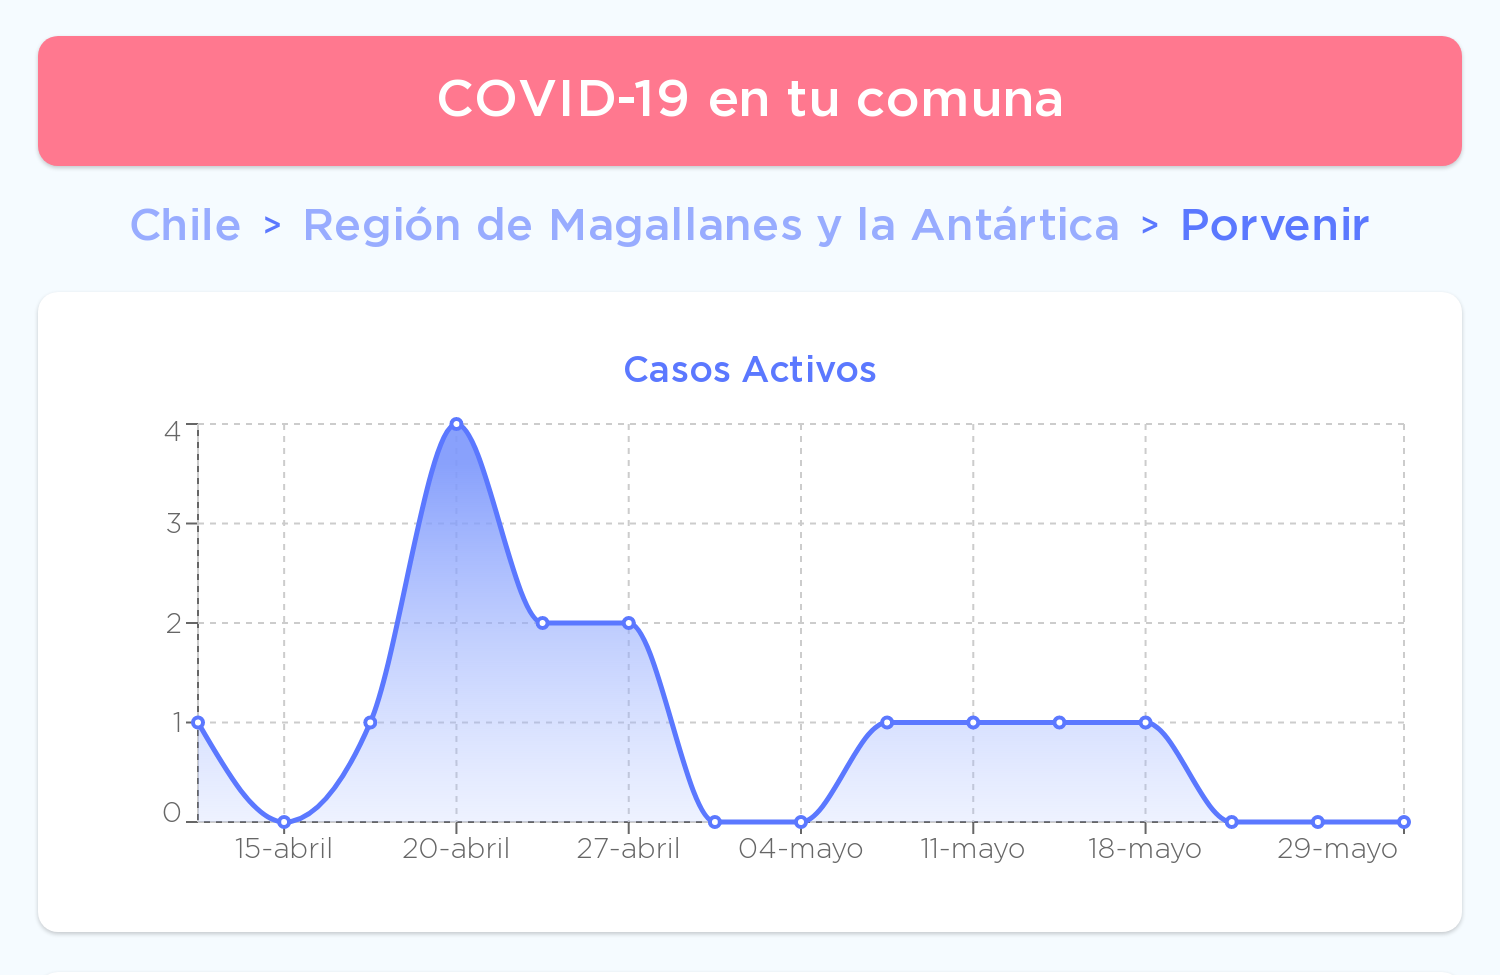 COVID-19 en tu comuna
Chile > Región de Magallanes y la Antártica > Porvenir
Casos Activos
4
3
2
1
0
15-abril 20-abril 27-abril 04-mayo 11-mayo 18-mayo 29-mayo